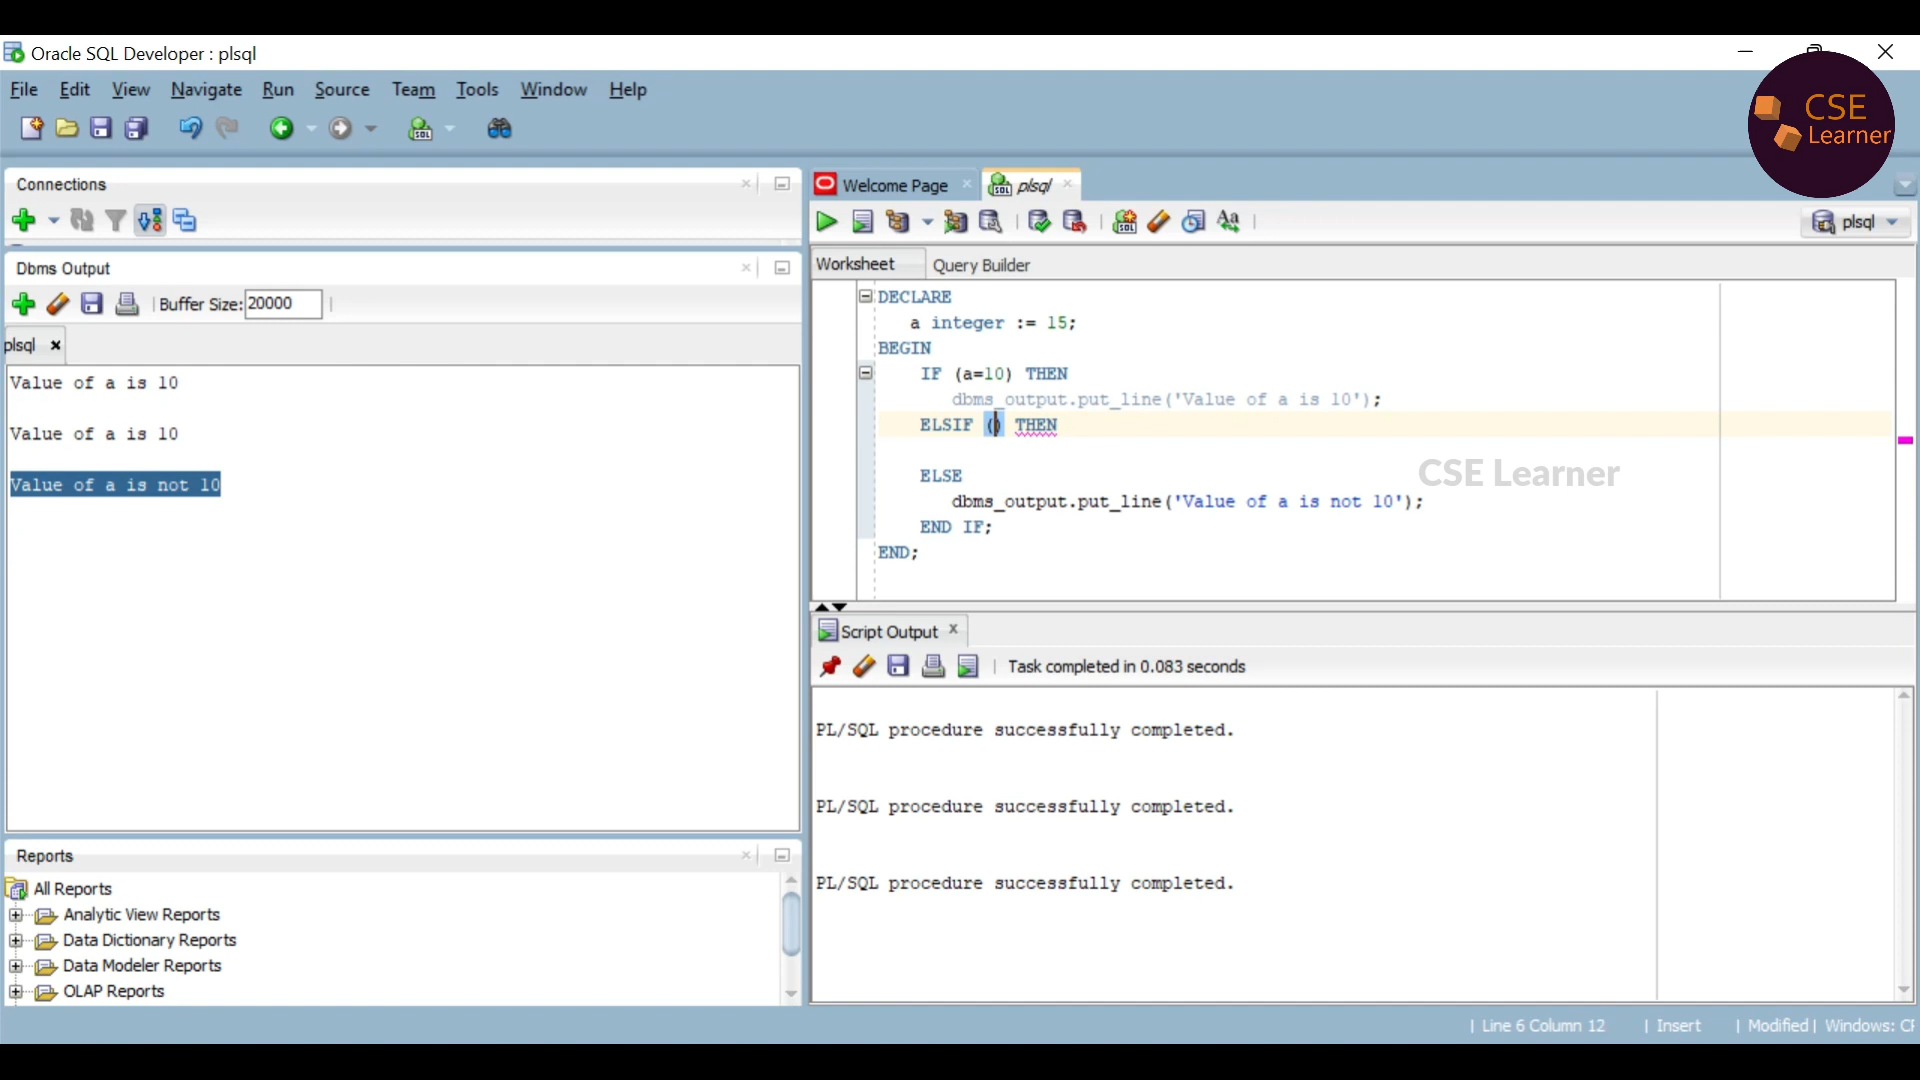 Oracle SQL Developer : plsql
File Edit View Navigate Run Source Team Tools Window Help
CSE
Learner
Connections
Dbms Output
Buffer Size: 20000
plsql
Value of a is 10
Value of a is 10
Value of a is not 10
Reports
All Reports
Analytic View Reports
Data Dictionary Reports
Data Modeler Reports
OLAP Reports
Welcome Page plsql
plsql
Worksheet Query Builder
DECLARE
a integer := 15;
BEGIN
IF (a=10) THEN
dbms_output.put_line('Value of a is 10');
ELSIF () THEN
ELSE
dbms_output.put_line('Value of a is not 10');
END IF;
END;
CSE Learner
Script Output
Task completed in 0.083 seconds
PL/SQL procedure successfully completed.
PL/SQL procedure successfully completed.
PL/SQL procedure successfully completed.
| Line 6 Column 12 | Insert | Modified | Windows: